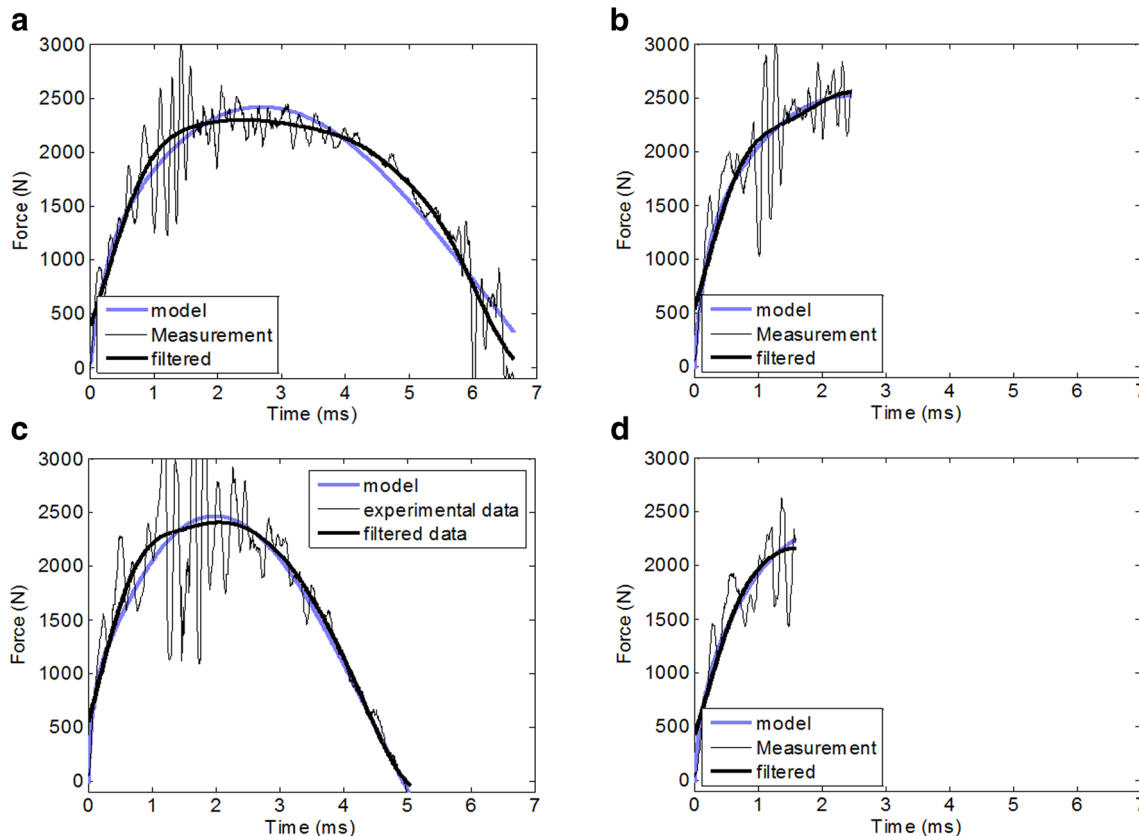 a
3000
2500
2000
1500
1000
500
0
Force (N)
model
Measurement
filtered
0 1 2 3 4 5 6 7
Time (ms)
b
3000
2500
2000
1500
1000
500
0
Force (N)
model
Measurement
filtered
0 1 2 3 4 5 6 7
Time (ms)
c
3000
2500
2000
1500
1000
500
0
Force (N)
model
experimental data
filtered data
0 1 2 3 4 5 6 7
Time (ms)
d
3000
2500
2000
1500
1000
500
0
Force (N)
model
Measurement
filtered
0 1 2 3 4 5 6 7
Time (ms)